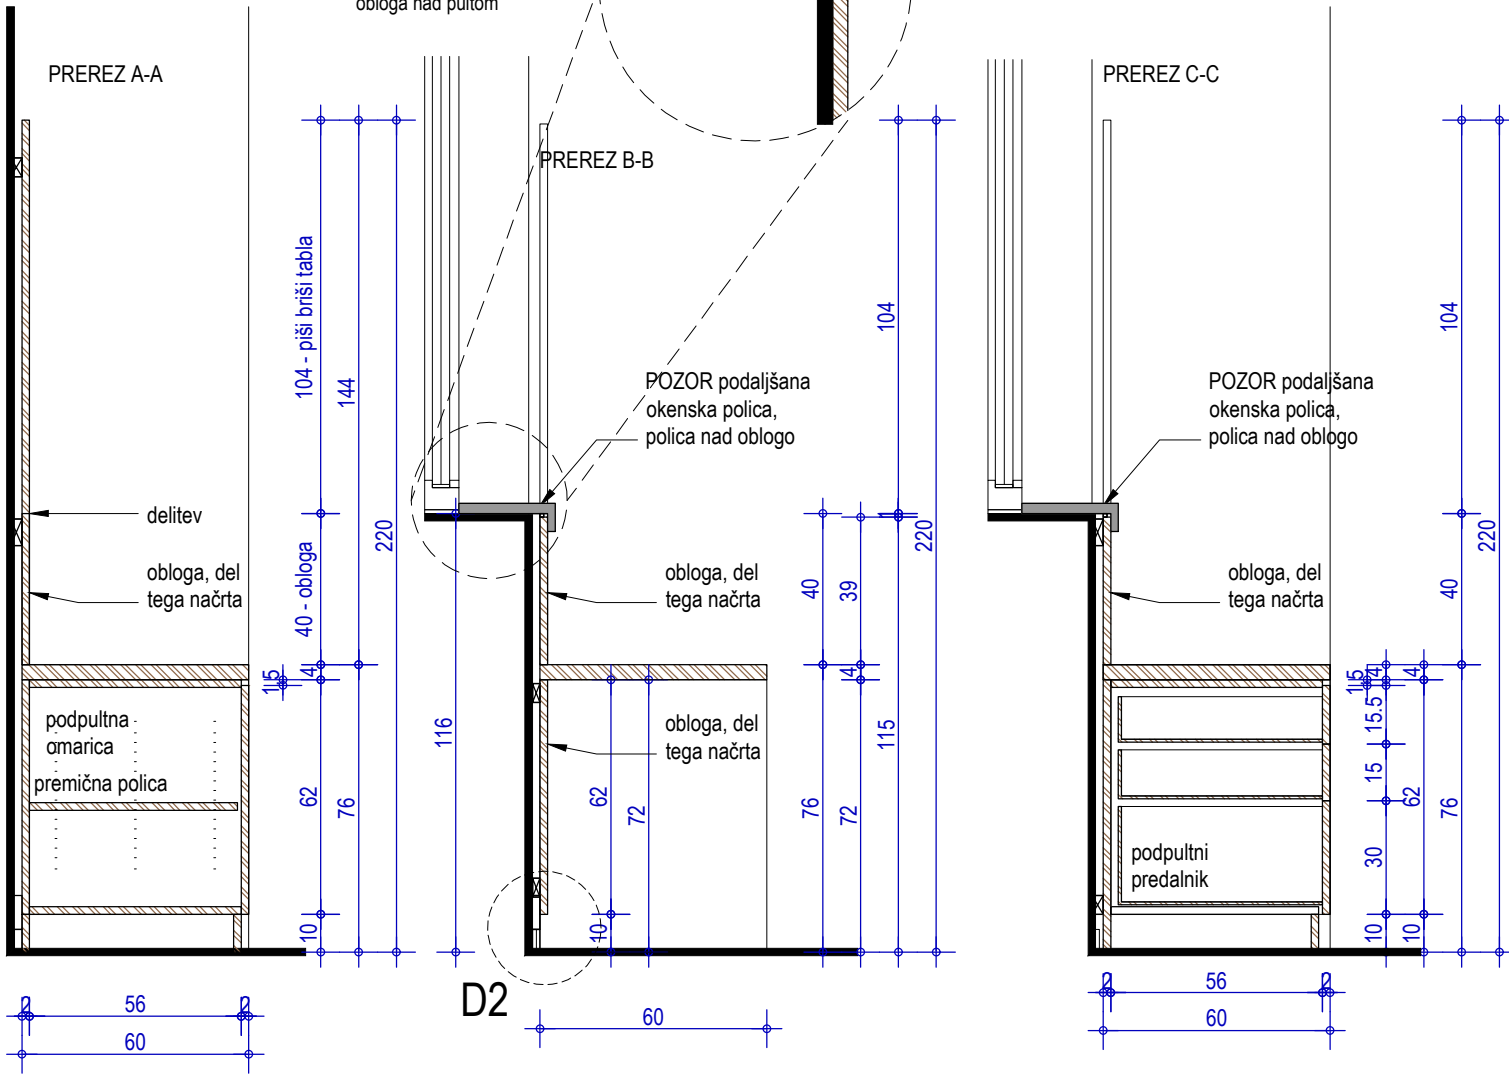 obloga nad pultom
PREREZ A-A
104 - piši briši tabla
144
220
delitev
40 - obloga
obloga, del
tega načrta
1.5
4
podpultna
omarica
premična polica
62
76
10
2
56
2
60
PREREZ B-B
POZOR podaljšana
okenska polica,
polica nad oblogo
104
220
obloga, del
tega načrta
40
39
4
116
obloga, del
tega načrta
62
72
76
72
115
10
D2
60
PREREZ C-C
POZOR podaljšana
okenska polica,
polica nad oblogo
104
220
obloga, del
tega načrta
40
1.5
4
4
15.5
15
62
76
30
podpultni
predalnik
10
10
2
56
2
60